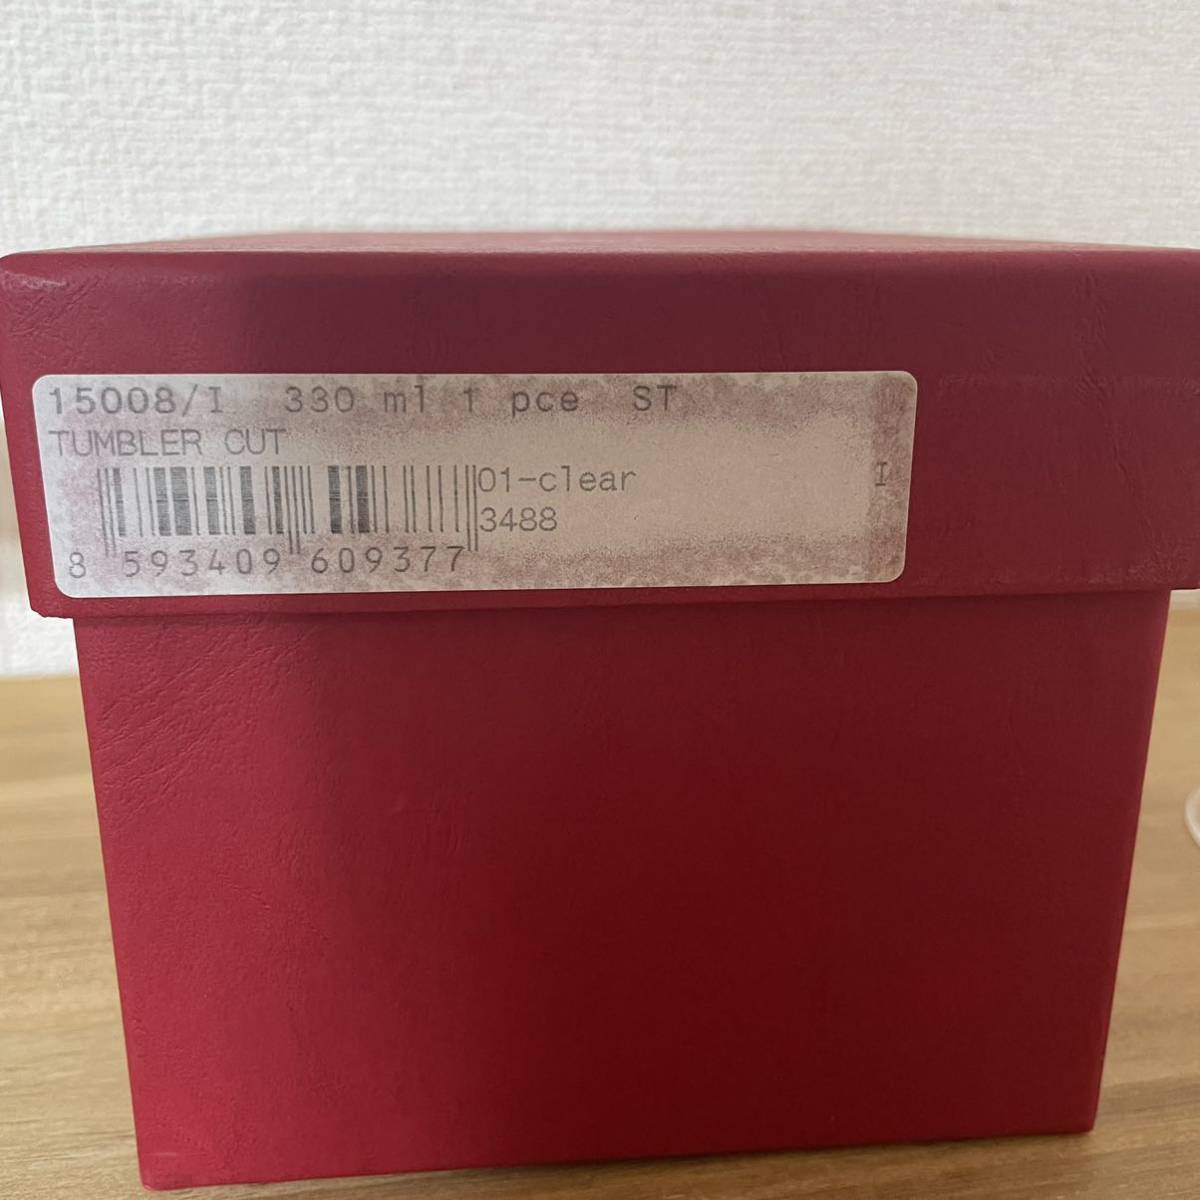 15008/I 330 ml 1 pce ST
TUMBLER CUT
01-clear I
3488
8 593409 609377